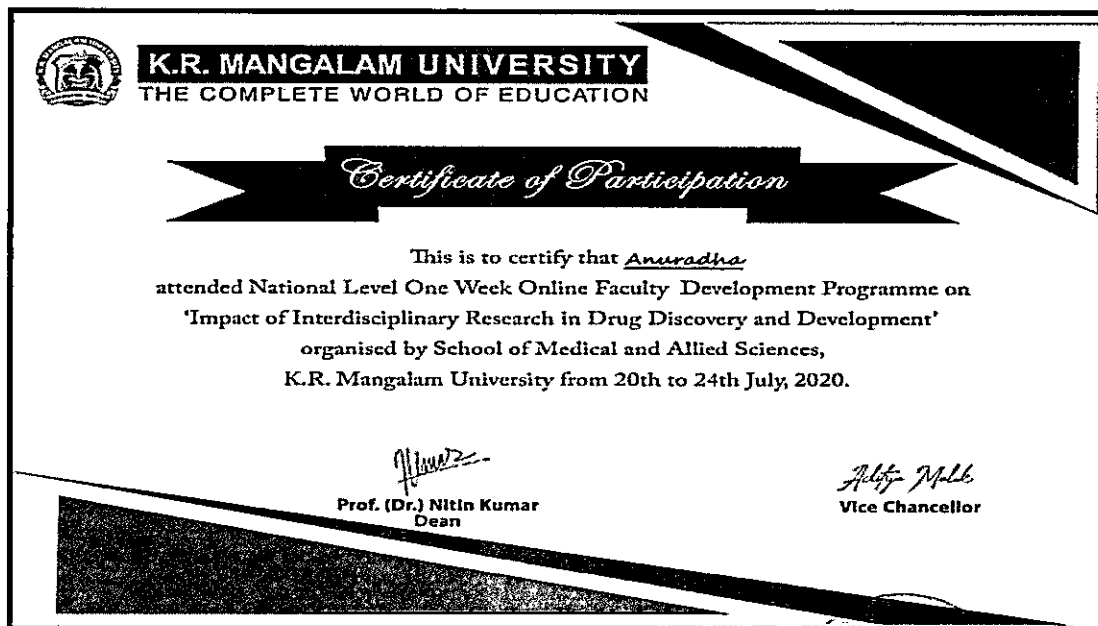 K.R. MANGALAM UNIVERSITY
THE COMPLETE WORLD OF EDUCATION
Certificate of Participation
This is to certify that Anuradha
attended National Level One Week Online Faculty Development Programme on
'Impact of Interdisciplinary Research in Drug Discovery and Development'
organised by School of Medical and Allied Sciences,
K.R. Mangalam University from 20th to 24th July, 2020.
Aditya Malik
Prof. (Dr.) Nitin Kumar
Dean
Vice Chancellor